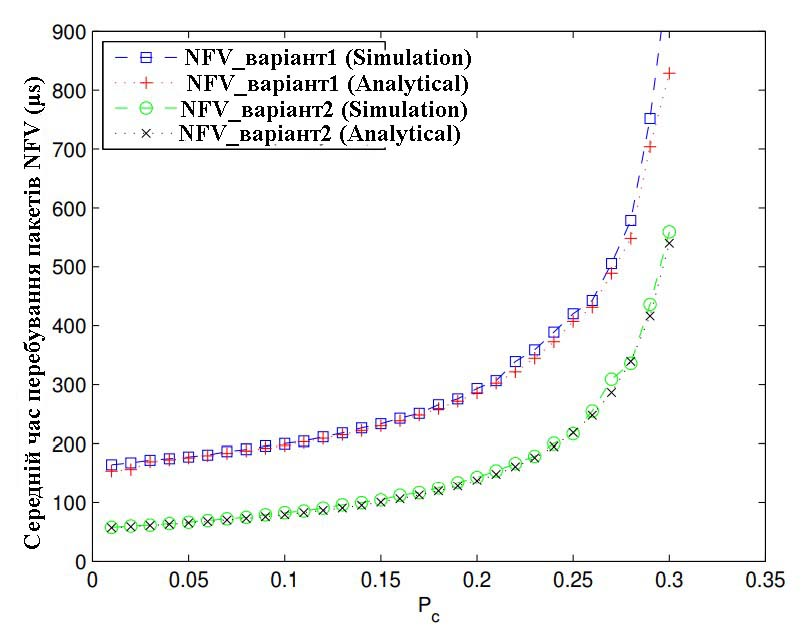 900
800
700
600
500
400
300
200
100
0
Середній час перебування пакетів NFV (μs)
NFV_варіант1 (Simulation)
NFV_варіант1 (Analytical)
NFV_варіант2 (Simulation)
NFV_варіант2 (Analytical)
0 0.05 0.1 0.15 0.2 0.25 0.3 0.35
Pc